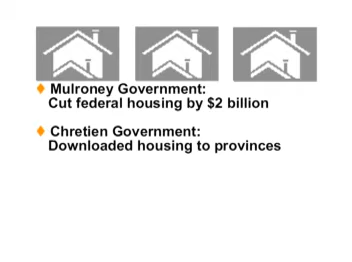 Mulroney Government:
Cut federal housing by $2 billion
Chretien Government:
Downloaded housing to provinces